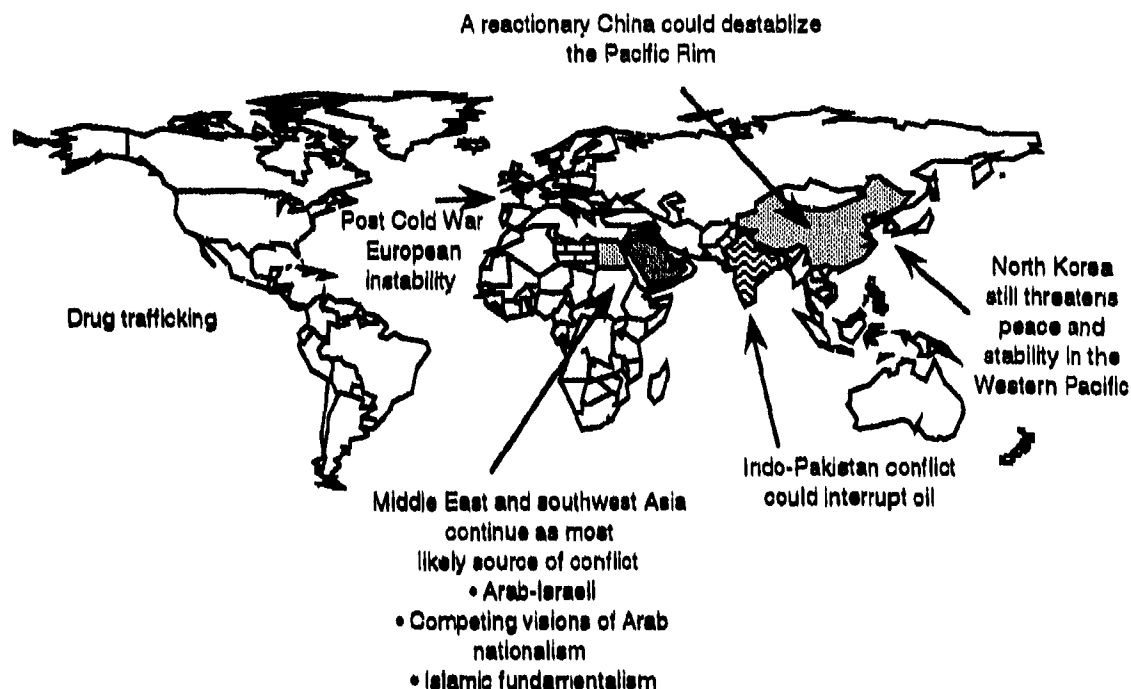 A reactionary China could destablize
the Pacific Rim
Post Cold War
European
instability
Drug trafficking
North Korea
still threatens
peace and
stability in the
Western Pacific
Indo-Pakistan conflict
could interrupt oil
Middle East and southwest Asia
continue as most
likely source of conflict
• Arab-Israeli
• Competing visions of Arab
nationalism
• Islamic fundamentalism